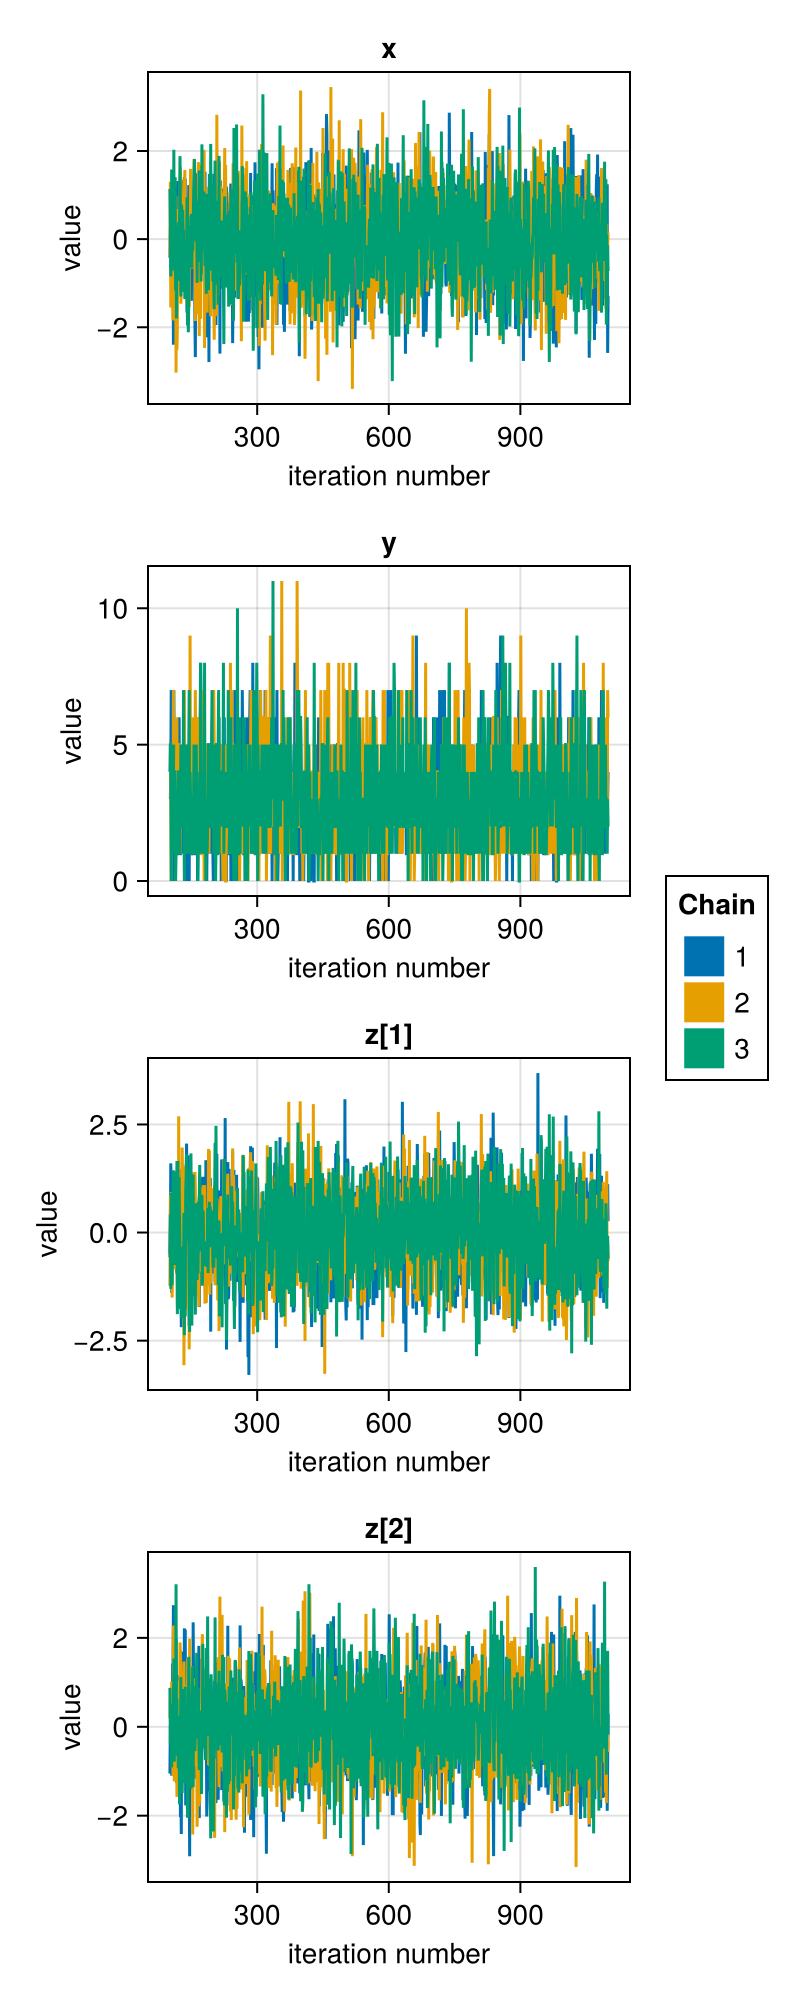 x
2
0
−2
value
300 600 900
iteration number
y
10
5
0
value
300 600 900
iteration number
Chain
1
2
3
z[1]
2.5
0.0
−2.5
value
300 600 900
iteration number
z[2]
2
0
−2
value
300 600 900
iteration number